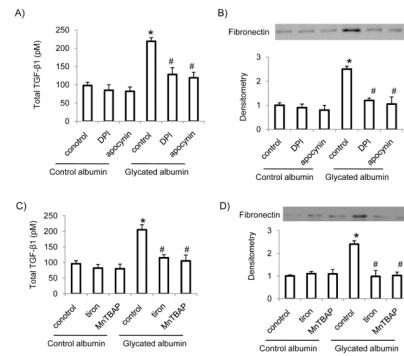 A)
Total TGF-β1 (pM)
250
200
150
100
50
0
*
#
#
conotrol
DPI
apocynin
control
DPI
apocynin
Control albumin
Glycated albumin
B)
Fibronectin
Densitometry
3
2
1
0
*
#
#
control
DPI
apocynin
control
DPI
apocynin
Control albumin
Glycated albumin
C)
Total TGF-β1 (pM)
250
200
150
100
50
0
*
#
#
conotrol
tiron
MnTBAP
control
tiron
MnTBAP
Control albumin
Glycated albumin
D)
Fibronectin
Densitometry
3
2
1
0
*
#
#
control
tiron
MnTBAP
control
tiron
MnTBAP
Control albumin
Glycated albumin